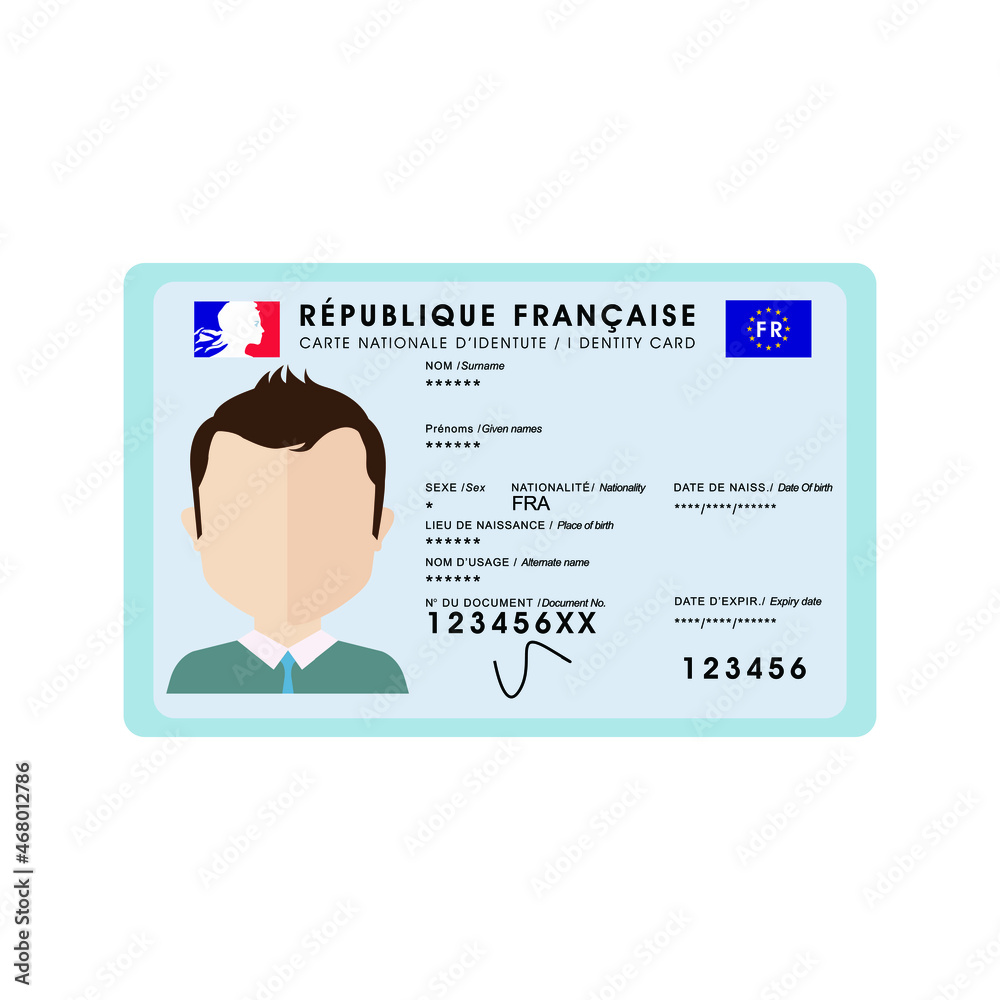 RÉPUBLIQUE FRANÇAISE
CARTE NATIONALE D'IDENTUTE / I DENTITY CARD
FR
NOM /Surname
******
Prénoms /Given names
******
SEXE /Sex NATIONALITÉ/ Nationality DATE DE NAISS./ Date Of birth
* FRA ****/****/******
LIEU DE NAISSANCE / Place of birth
******
NOM D'USAGE / Alternate name
******
N° DU DOCUMENT /Document No. DATE D'EXPIR./ Expiry date
123456XX ****/****/******
123456
Adobe Stock | #468012786
Adobe Stock